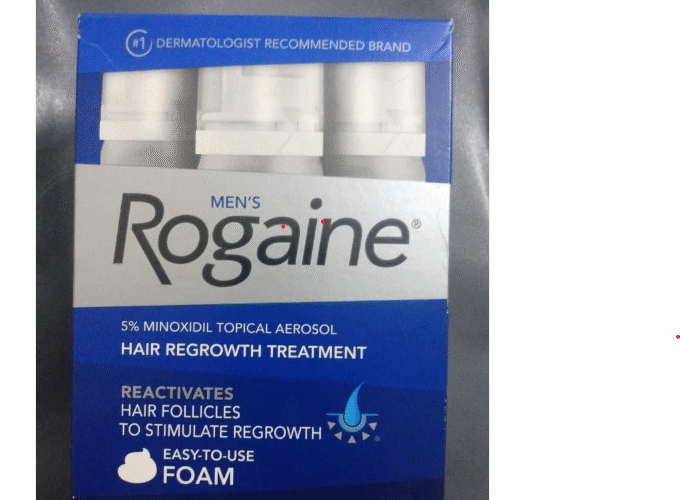 #1 DERMATOLOGIST RECOMMENDED BRAND
MEN'S
Rogaine®
5% MINOXIDIL TOPICAL AEROSOL
HAIR REGROWTH TREATMENT
REACTIVATES
HAIR FOLLICLES
TO STIMULATE REGROWTH
EASY-TO-USE
FOAM